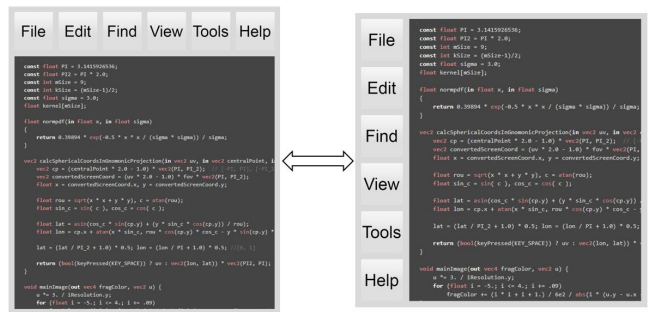 File Edit Find View Tools Help
const float PI = 3.1415926536;
const float PI2 = PI * 2.0;
const int mSize = 9;
const int kSize = (mSize-1)/2;
const float sigma = 3.0;
float kernel[mSize];
float normpdf(in float x, in float sigma)
{
return 0.39894 * exp(-0.5 * x * x / (sigma * sigma)) / sigma;
}
vec2 calcSphericalCoordsInGnomonicProjection(in vec2 uv, in vec2 centralPoint, in
vec2 cp = (centralPoint * 2.0 - 1.0) * vec2(PI, PI_2);
vec2 convertedScreenCoord = (uv * 2.0 - 1.0) * fov * vec2(PI,
float x = convertedScreenCoord.x, y = convertedScreenCoord.y;
float rou = sqrt(x * x + y * y), c = atan(rou);
float sin_c = sin( c ), cos_c = cos( c );
float lat = asin(cos_c * sin(cp.y) + (y * sin_c * cos(cp.y)) / rou);
float lon = cp.x + atan(x * sin_c, rou * cos(cp.y) * cos_c - y * sin(cp.y) *
lat = (lat / PI_2 + 1.0) * 0.5; lon = (lon / PI + 1.0) * 0.5; //[0, 1]
return (bool(keyPressed(KEY_SPACE)) ? uv : vec2(lon, lat)) * vec2(PI2, PI);
}
void mainImage(out vec4 fragColor, vec2 u) {
u *= 3. / iResolution.y;
for (float i = -5.; i <= 4.; i += .09)
File
Edit
Find
View
Tools
Help
const float PI = 3.1415926536;
const float PI2 = PI * 2.0;
const int mSize = 9;
const int kSize = (mSize-1)/2;
const float sigma = 3.0;
float kernel[mSize];
float normpdf(in float x, in float sigma)
{
return 0.39894 * exp(-0.5 * x * x / (sigma * sigma)) / sigma;
}
vec2 calcSphericalCoordsInGnomonicProjection(in vec2 uv, in vec2
vec2 cp = (centralPoint * 2.0 - 1.0) * vec2(PI, PI_2);
vec2 convertedScreenCoord = (uv * 2.0 - 1.0) * fov * vec2(PI,
float x = convertedScreenCoord.x, y = convertedScreenCoord.y;
float rou = sqrt(x * x + y * y), c = atan(rou);
float sin_c = sin( c ), cos_c = cos( c );
float lat = asin(cos_c * sin(cp.y) + (y * sin_c * cos(cp.y)) /
float lon = cp.x + atan(x * sin_c, rou * cos(cp.y) * cos_c - y
lat = (lat / PI_2 + 1.0) * 0.5; lon = (lon / PI + 1.0) * 0.5;
return (bool(keyPressed(KEY_SPACE)) ? uv : vec2(lon, lat)) *
}
void mainImage(out vec4 fragColor, vec2 u) {
u *= 3. / iResolution.y;
for (float i = -5.; i <= 4.; i += .09)
fragColor += (i * i + i + 1.) / 6e2 / abs(i * (u.y - u.x